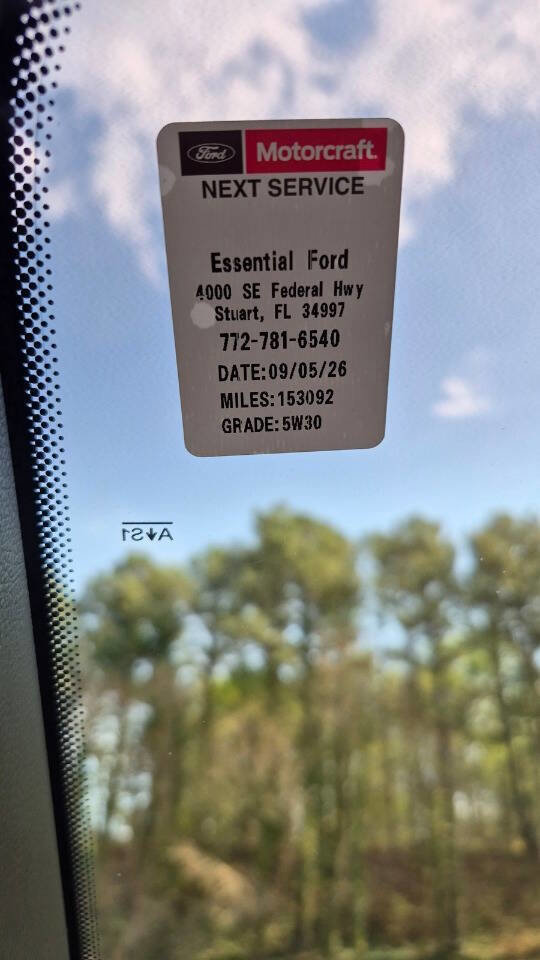 Ford Motorcraft
NEXT SERVICE
Essential Ford
4000 SE Federal Hwy
Stuart, FL 34997
772-781-6540
DATE:09/05/26
MILES:153092
GRADE:5W30
A↓S1